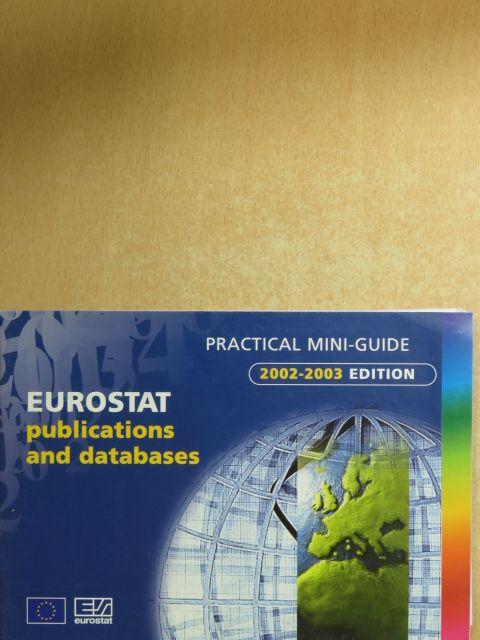 PRACTICAL MINI-GUIDE
2002-2003 EDITION
EUROSTAT
publications
and databases
eurostat